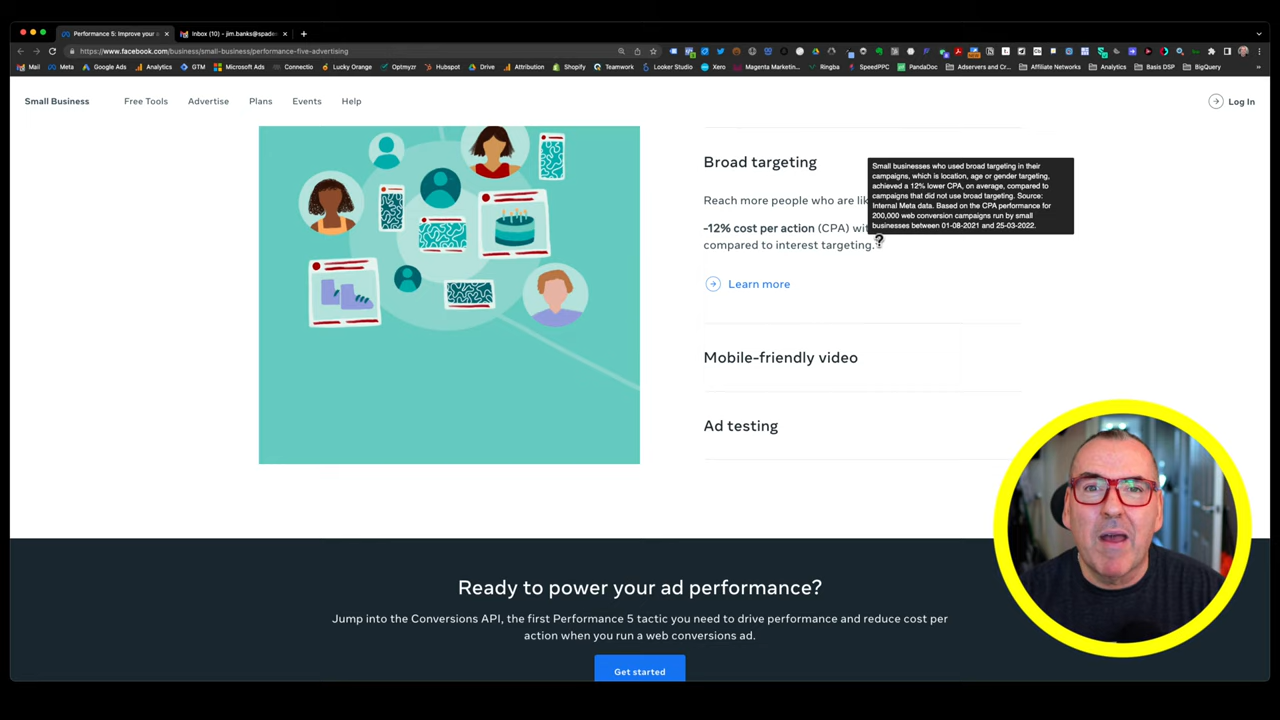 Performance 5: Improve your
Inbox (0) - jim.banks@spade
https://www.facebook.com/business/small-business/performance-five-advertising
Mail Meta Google Ads Analytics GTM Microsoft Ads Connectio Lucky Orange Optmyzr Hubspot Drive Attribution Shopify Teamwork Looker Studio Xero Magenta Marketing... Ringba SpeedPPC PandaDoc Adservers and Cr... Affiliate Networks Analytics Basis DSP BigQuery
Small Business Free Tools Advertise Plans Events Help Log In
Broad targeting
Small businesses who used broad targeting in their
campaigns, which is location, age or gender targeting,
achieved a 12% lower CPA, on average, compared to
campaigns that did not use broad targeting. Source:
Internal Meta data. Based on the CPA performance for
200,000 web conversion campaigns run by small
businesses between 01-08-2021 and 25-03-2022.
Reach more people who are lik
-12% cost per action (CPA) wit
compared to interest targeting.
Learn more
Mobile-friendly video
Ad testing
Ready to power your ad performance?
Jump into the Conversions API, the first Performance 5 tactic you need to drive performance and reduce cost per
action when you run a web conversions ad.
Get started